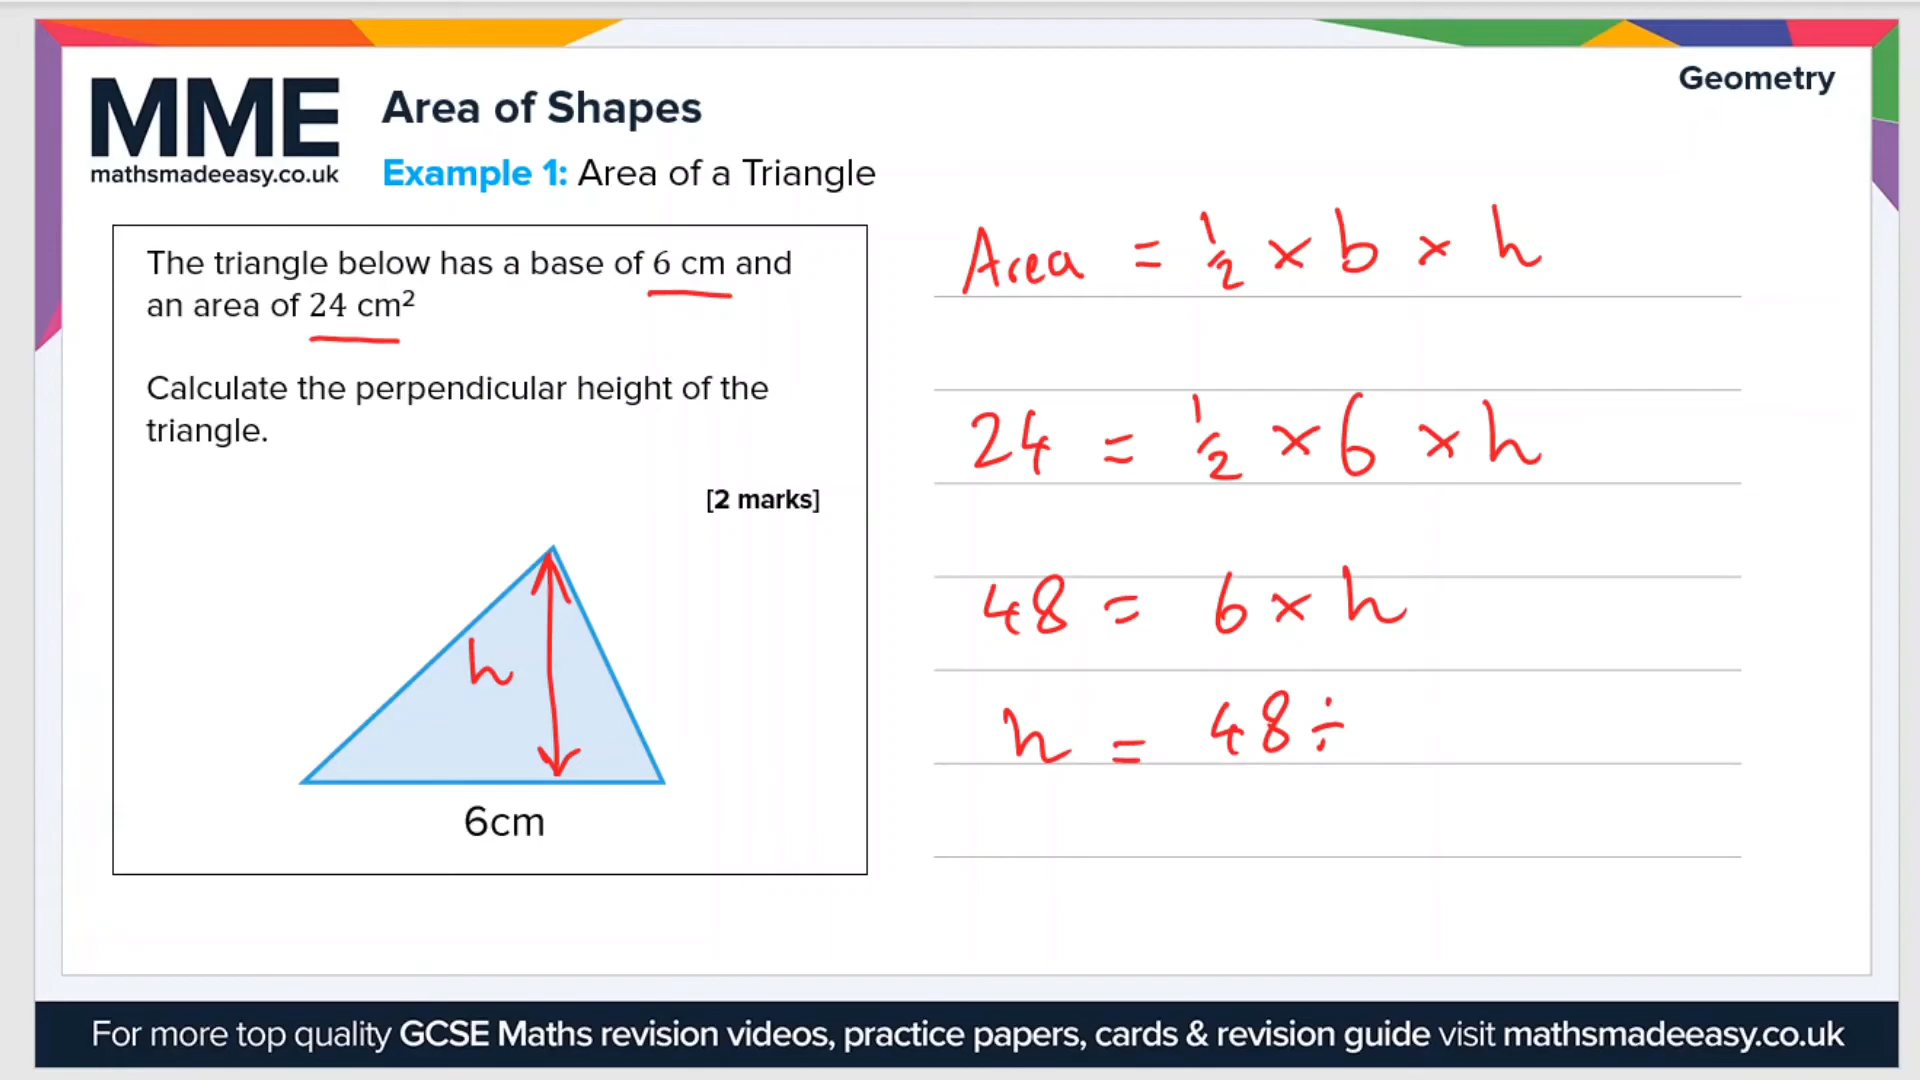 MME
mathsmadeeasy.co.uk
Area of Shapes
Example 1: Area of a Triangle
Geometry
The triangle below has a base of 6 cm and
an area of 24 cm²
Calculate the perpendicular height of the
triangle.
[2 marks]
h
6cm
Area = ½ × b × h
24 = ½ × 6 × h
48 = 6 × h
h = 48 ÷
For more top quality GCSE Maths revision videos, practice papers, cards & revision guide visit mathsmadeeasy.co.uk